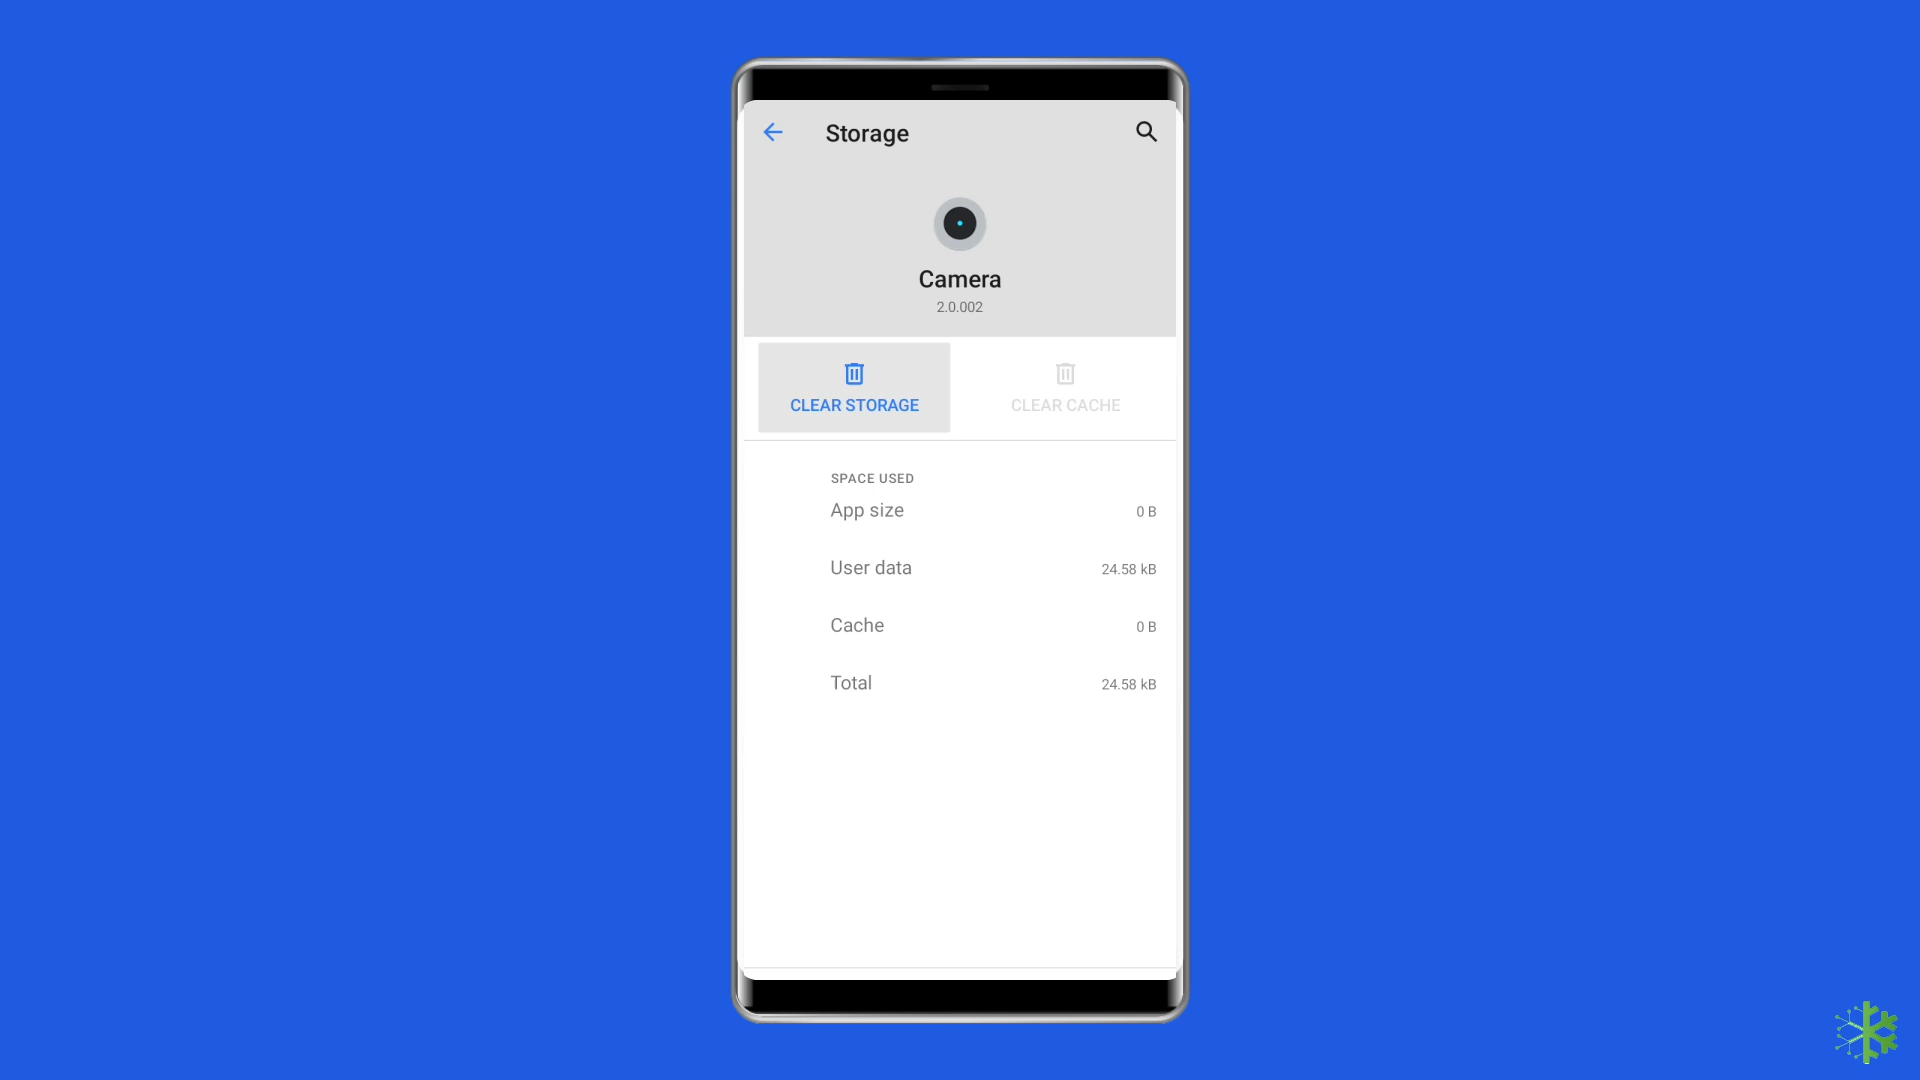 Storage
Camera
2.0.002
CLEAR STORAGE
CLEAR CACHE
SPACE USED
App size 0 B
User data 24.58 kB
Cache 0 B
Total 24.58 kB